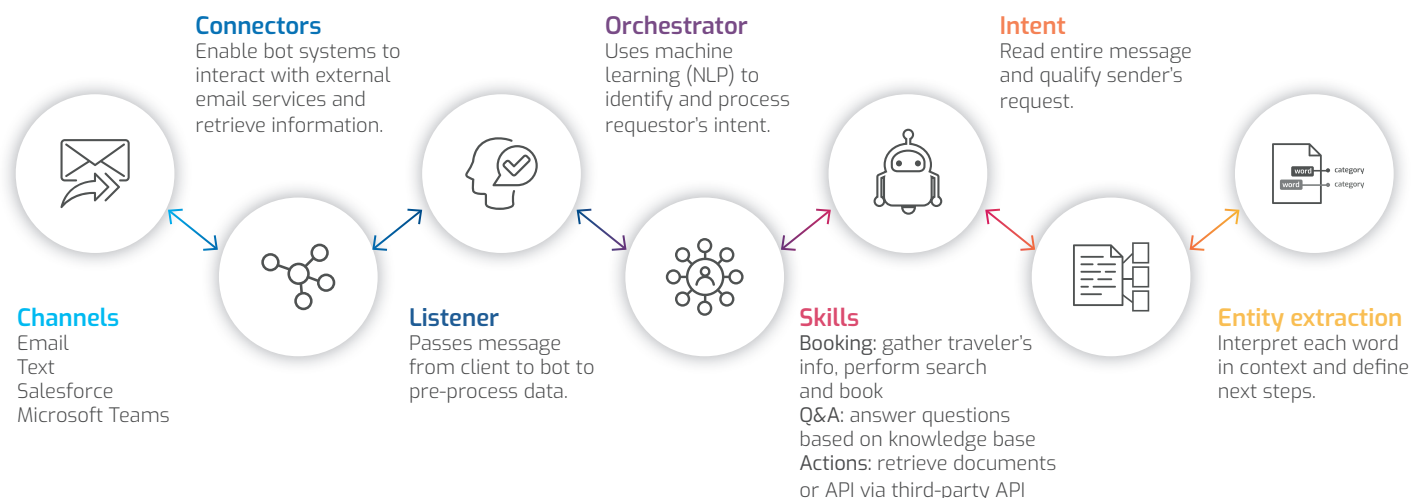 Connectors
Enable bot systems to
interact with external
email services and
retrieve information.
Orchestrator
Uses machine
learning (NLP) to
identify and process
requestor's intent.
Intent
Read entire message
and qualify sender's
request.
word category
word category
Channels
Email
Text
Salesforce
Microsoft Teams
Listener
Passes message
from client to bot to
pre-process data.
Skills
Booking: gather traveler's
info, perform search
and book
Q&A: answer questions
based on knowledge base
Actions: retrieve documents
or API via third-party API
Entity extraction
Interpret each word
in context and define
next steps.